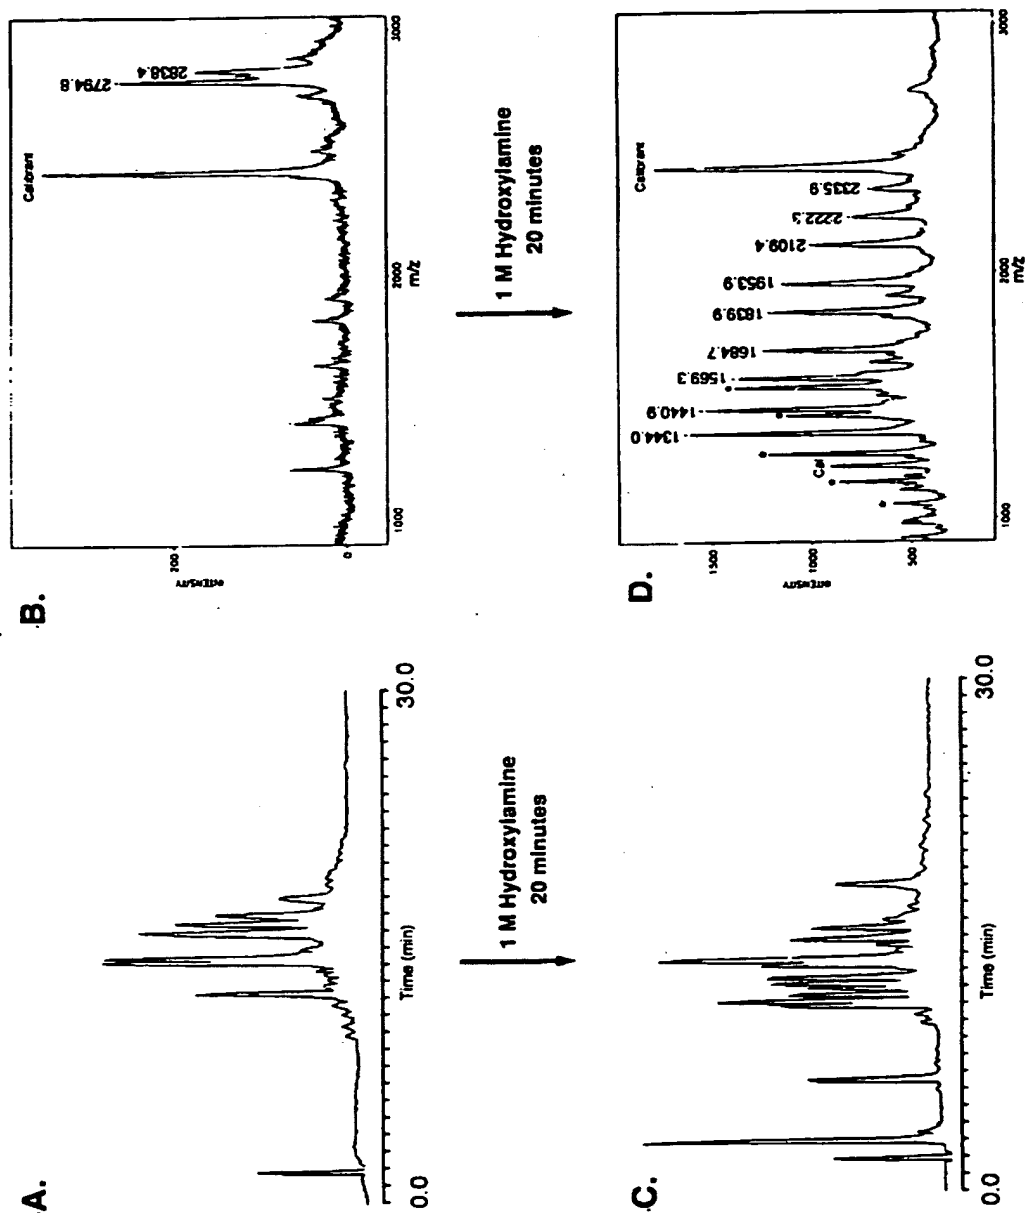 A.
0.0
30.0
Time (min)
B.
INTENSITY
200
0
Calibrant
2794.8
2838.4
1000
2000
3000
m/z
1 M Hydroxylamine
20 minutes
1 M Hydroxylamine
20 minutes
C.
0.0
30.0
Time (min)
D.
INTENSITY
1500
1000
500
Cal
1344.0
1440.9
1569.3
1684.7
1839.9
1953.9
2109.4
2222.3
2335.9
Calibrant
1000
2000
3000
m/z